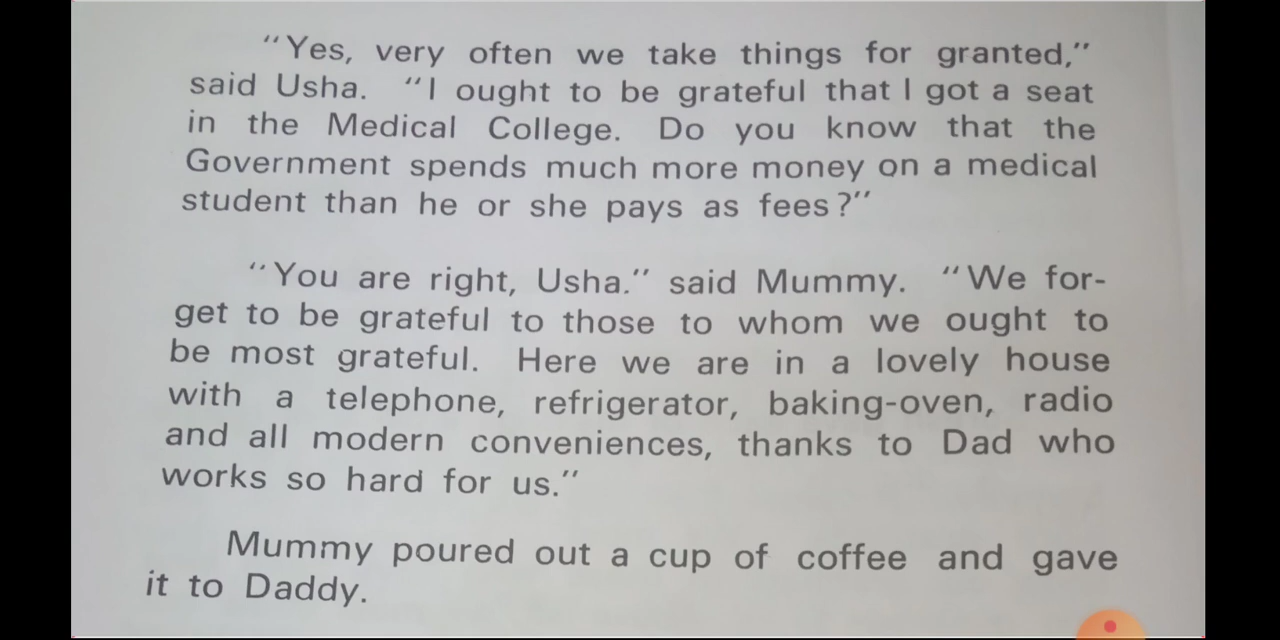 “Yes, very often we take things for granted,”
said Usha. “I ought to be grateful that I got a seat
in the Medical College. Do you know that the
Government spends much more money on a medical
student than he or she pays as fees?”
“You are right, Usha.” said Mummy. “We for-
get to be grateful to those to whom we ought to
be most grateful. Here we are in a lovely house
with a telephone, refrigerator, baking-oven, radio
and all modern conveniences, thanks to Dad who
works so hard for us.”
Mummy poured out a cup of coffee and gave
it to Daddy.